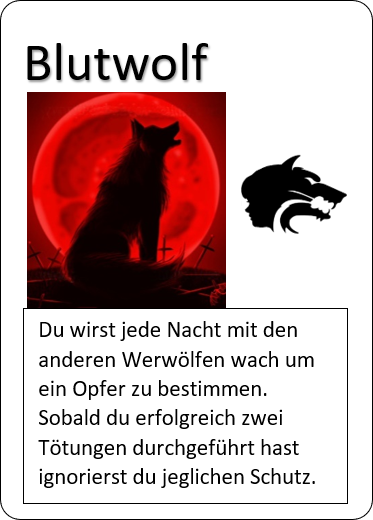 Blutwolf
Du wirst jede Nacht mit den
anderen Werwölfen wach um
ein Opfer zu bestimmen.
Sobald du erfolgreich zwei
Tötungen durchgeführt hast
ignorierst du jeglichen Schutz.